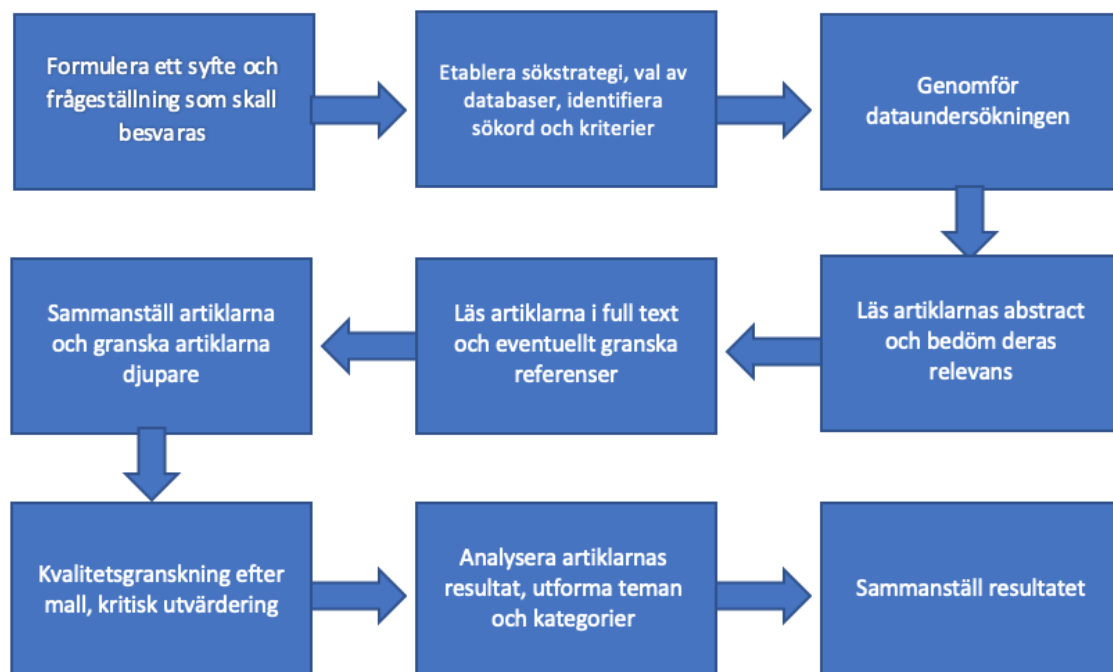 Formulera ett syfte och
frågeställning som skall
besvaras
Etablera sökstrategi, val av
databaser, identifiera
sökord och kriterier
Genomför
dataundersökningen
Läs artiklarnas abstract
och bedöm deras
relevans
Läs artiklarna i full text
och eventuellt granska
referenser
Sammanställ artiklarna
och granska artiklarna
djupare
Kvalitetsgranskning efter
mall, kritisk utvärdering
Analysera artiklarnas
resultat, utforma teman
och kategorier
Sammanställ resultatet